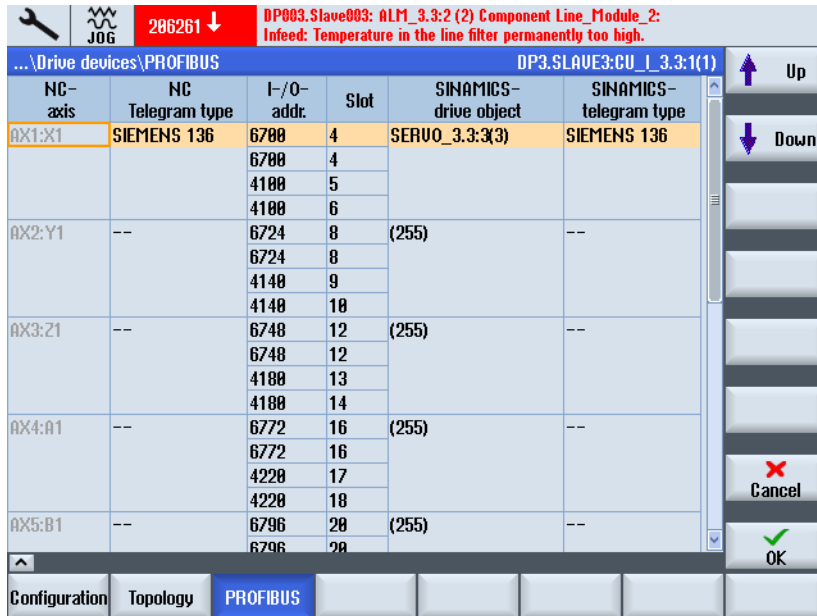 JOG
206261
DP003.Slave003: ALM_3.3:2 (2) Component Line_Module_2:
Infeed: Temperature in the line filter permanently too high.
...\Drive devices\PROFIBUS DP3.SLAVE3:CU_I_3.3:1(1)
NC-axis NC Telegram type I-/O-addr. Slot SINAMICS-drive object SINAMICS-telegram type
AX1:X1 SIEMENS 136 6700 4 SERVO_3.3:3(3) SIEMENS 136
6700 4
4100 5
4100 6
AX2:Y1 -- 6724 8 (255) --
6724 8
4140 9
4140 10
AX3:Z1 -- 6748 12 (255) --
6748 12
4180 13
4180 14
AX4:A1 -- 6772 16 (255) --
6772 16
4220 17
4220 18
AX5:B1 -- 6796 20 (255) --
6796 20
Up
Down
Cancel
OK
Configuration Topology PROFIBUS